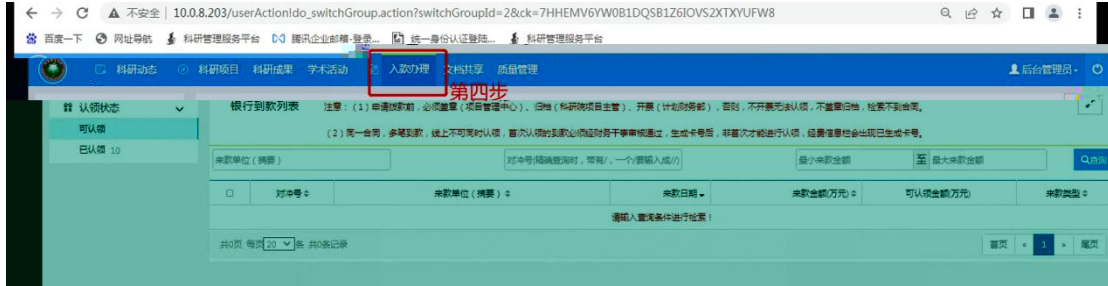 不安全 | 10.0.8.203/userAction!do_switchGroup.action?switchGroupId=2&ck=7HHEMV6YW0B1DQSB1Z6IOVS2XTXYUFW8
百度一下 网址导航 科研管理服务平台 腾讯企业邮箱-登录... 统一身份认证登陆... 科研管理服务平台
科研动态 科研项目 科研成果 学术活动 入款办理 文档共享 质量管理 后台管理员
第四步
认领状态 银行到款列表 注意：（1）申请拨款前，必须盖章（项目管理中心）、归档（科研院项目主管）、开票（计划财务部），否则，不开票无法认领，不盖章归档，检索不到合同。
可认领 （2）同一合同，多笔到款，线上不可同时认领，首次认领的到款必须经财务干事审核通过，生成卡号后，非首次才能进行认领，经费信息栏会出现已生成卡号。
已认领 10
来款单位（摘要） 对冲号 最小来款金额 至 最大来款金额 查询
对冲号 来款单位（摘要） 来款日期 来款金额(万元) 可认领金额(万元) 来款类型
请输入查询条件进行检索！
共0页 每页 20 条 共0条记录 首页 « 1 » 尾页